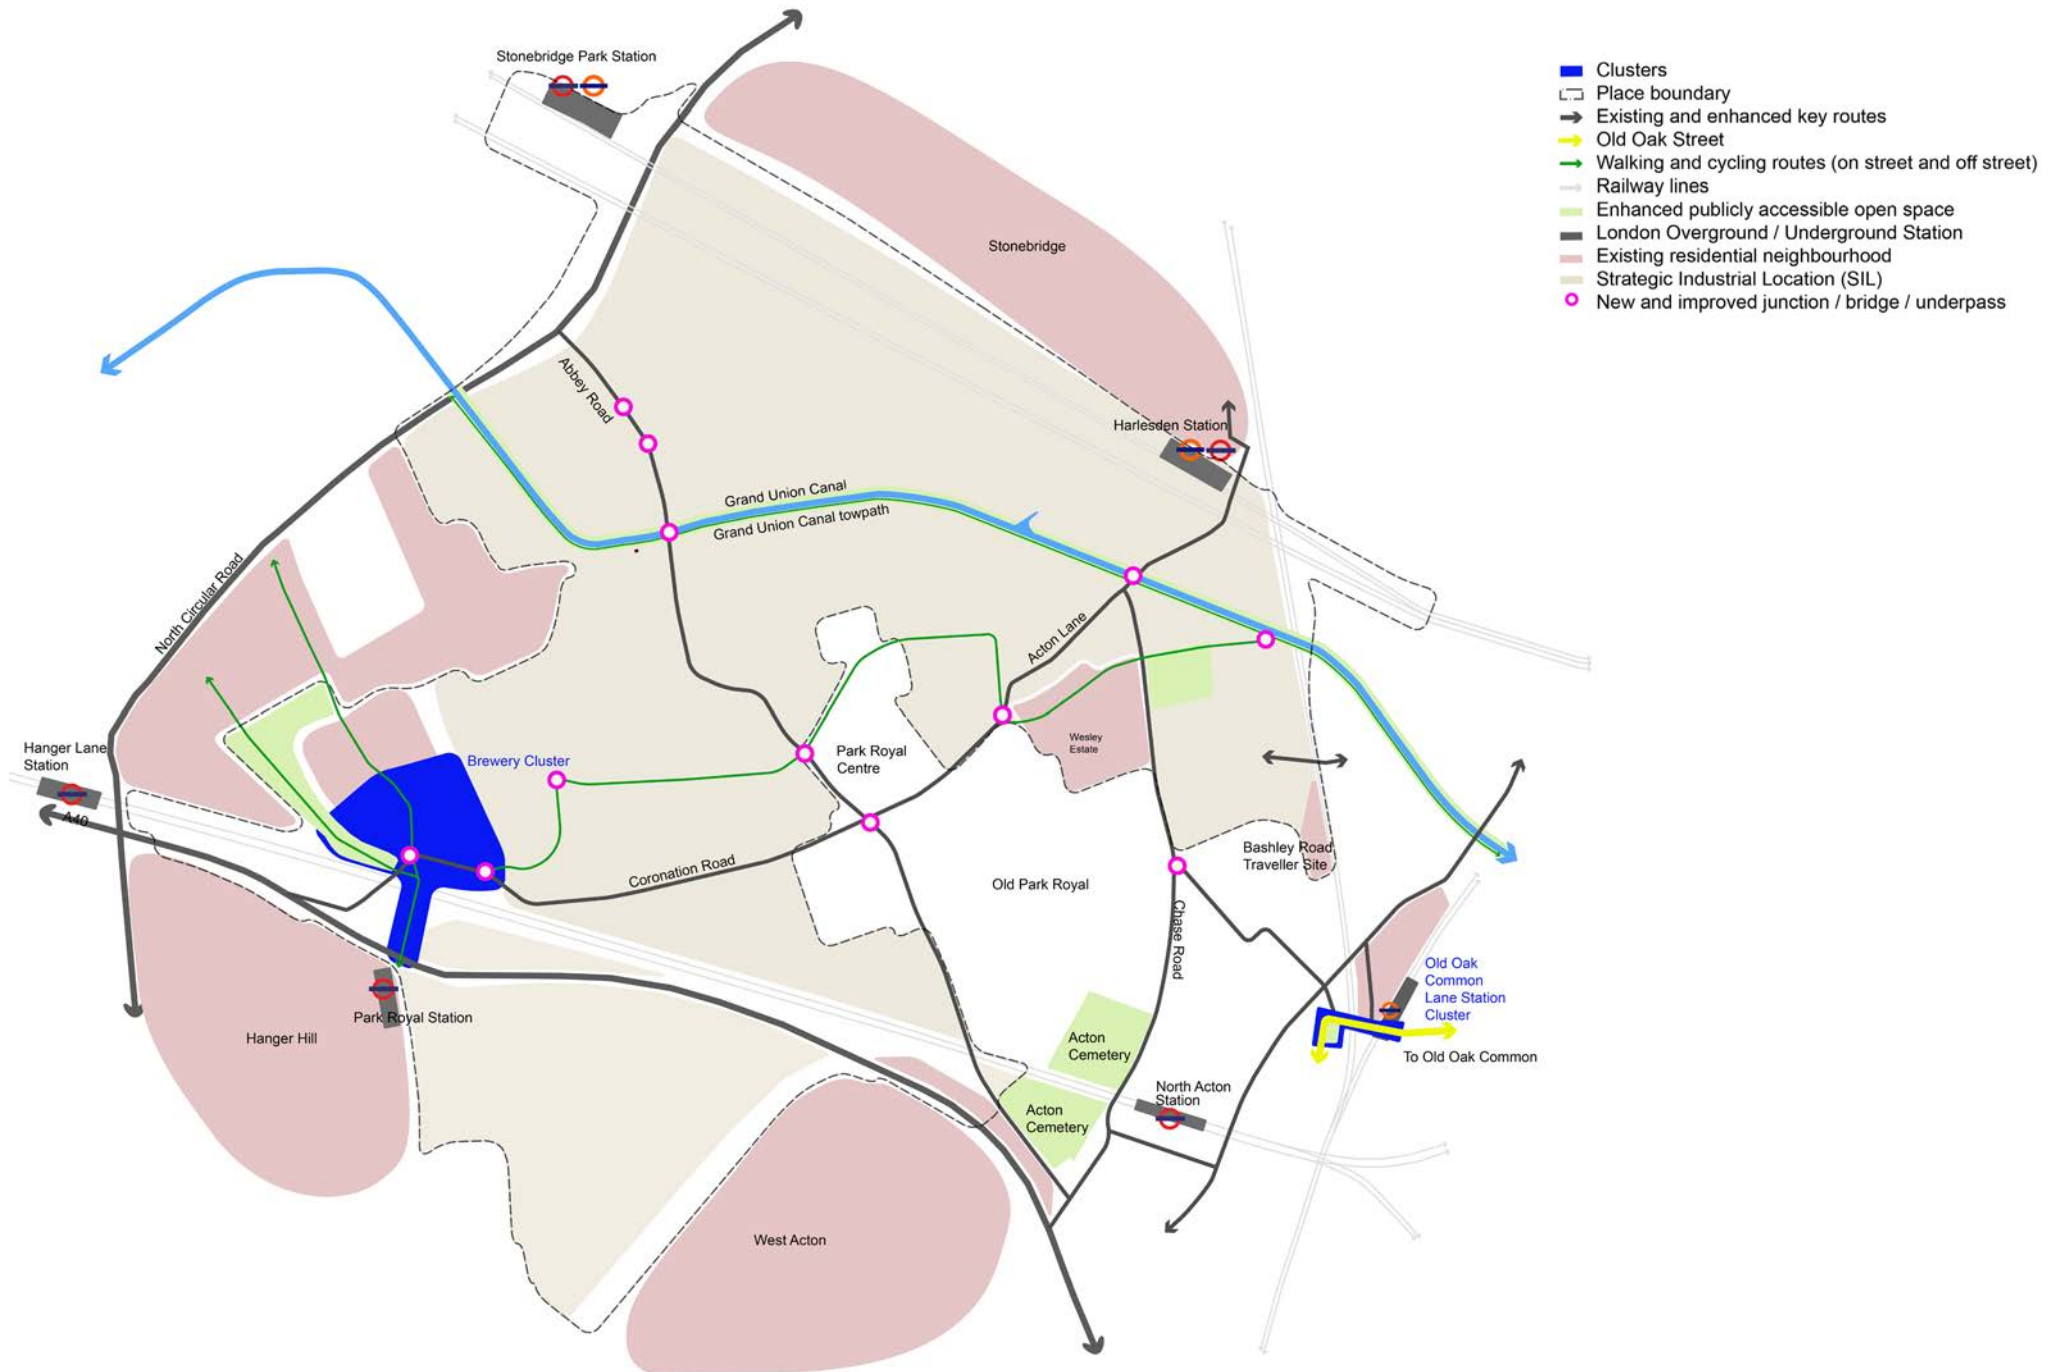 Stonebridge Park Station
Clusters
Place boundary
Existing and enhanced key routes
Old Oak Street
Walking and cycling routes (on street and off street)
Railway lines
Enhanced publicly accessible open space
London Overground / Underground Station
Existing residential neighbourhood
Strategic Industrial Location (SIL)
New and improved junction / bridge / underpass
Stonebridge
Abbey Road
Harlesden Station
Grand Union Canal
Grand Union Canal towpath
North Circular Road
Acton Lane
Hanger Lane
Station
A40
Brewery Cluster
Park Royal
Centre
Wesley
Estate
Coronation Road
Old Park Royal
Bashley Road
Traveller Site
Chase Road
Old Oak
Common
Lane Station
Cluster
To Old Oak Common
Park Royal Station
Hanger Hill
Acton
Cemetery
North Acton
Station
Acton
Cemetery
West Acton